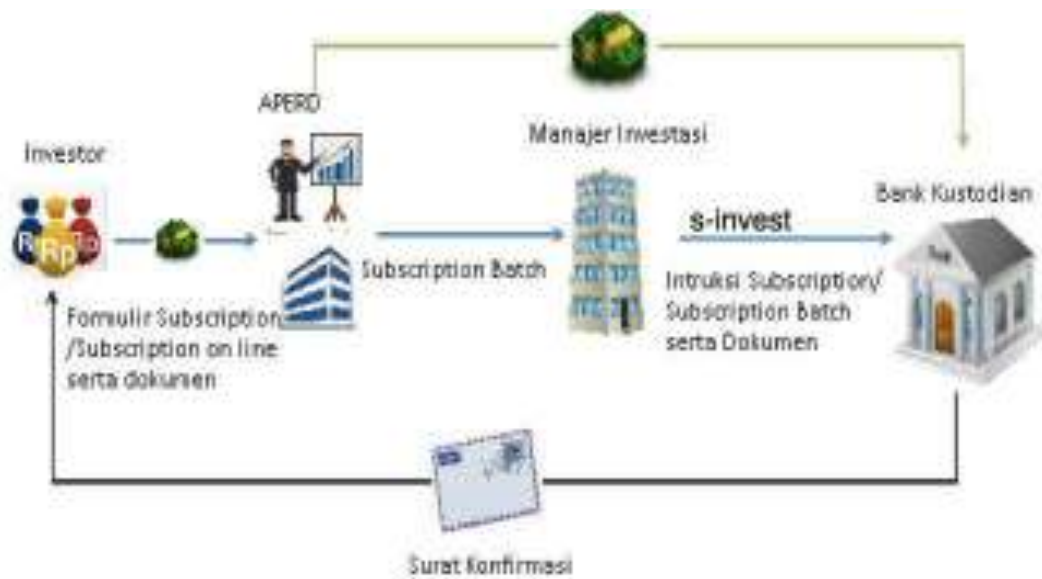 APERD
Investor
Manajer Investasi
Bank Kustodian
s-invest
Rp
Subscription Batch
Intruksi Subscription/
Subscription Batch
serta Dokumen
Formulir Subscription
/Subscription on line
serta dokumen
Surat Konfirmasi